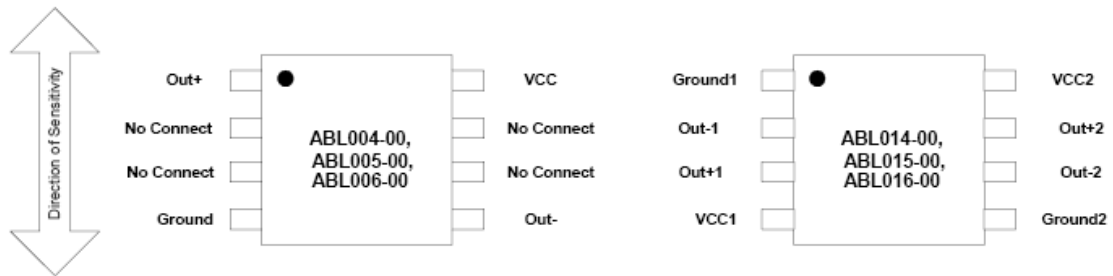 Direction of Sensitivity
Out+
No Connect
No Connect
Ground
ABL004-00,
ABL005-00,
ABL006-00
VCC
No Connect
No Connect
Out-
Ground1
Out-1
Out+1
VCC1
ABL014-00,
ABL015-00,
ABL016-00
VCC2
Out+2
Out-2
Ground2